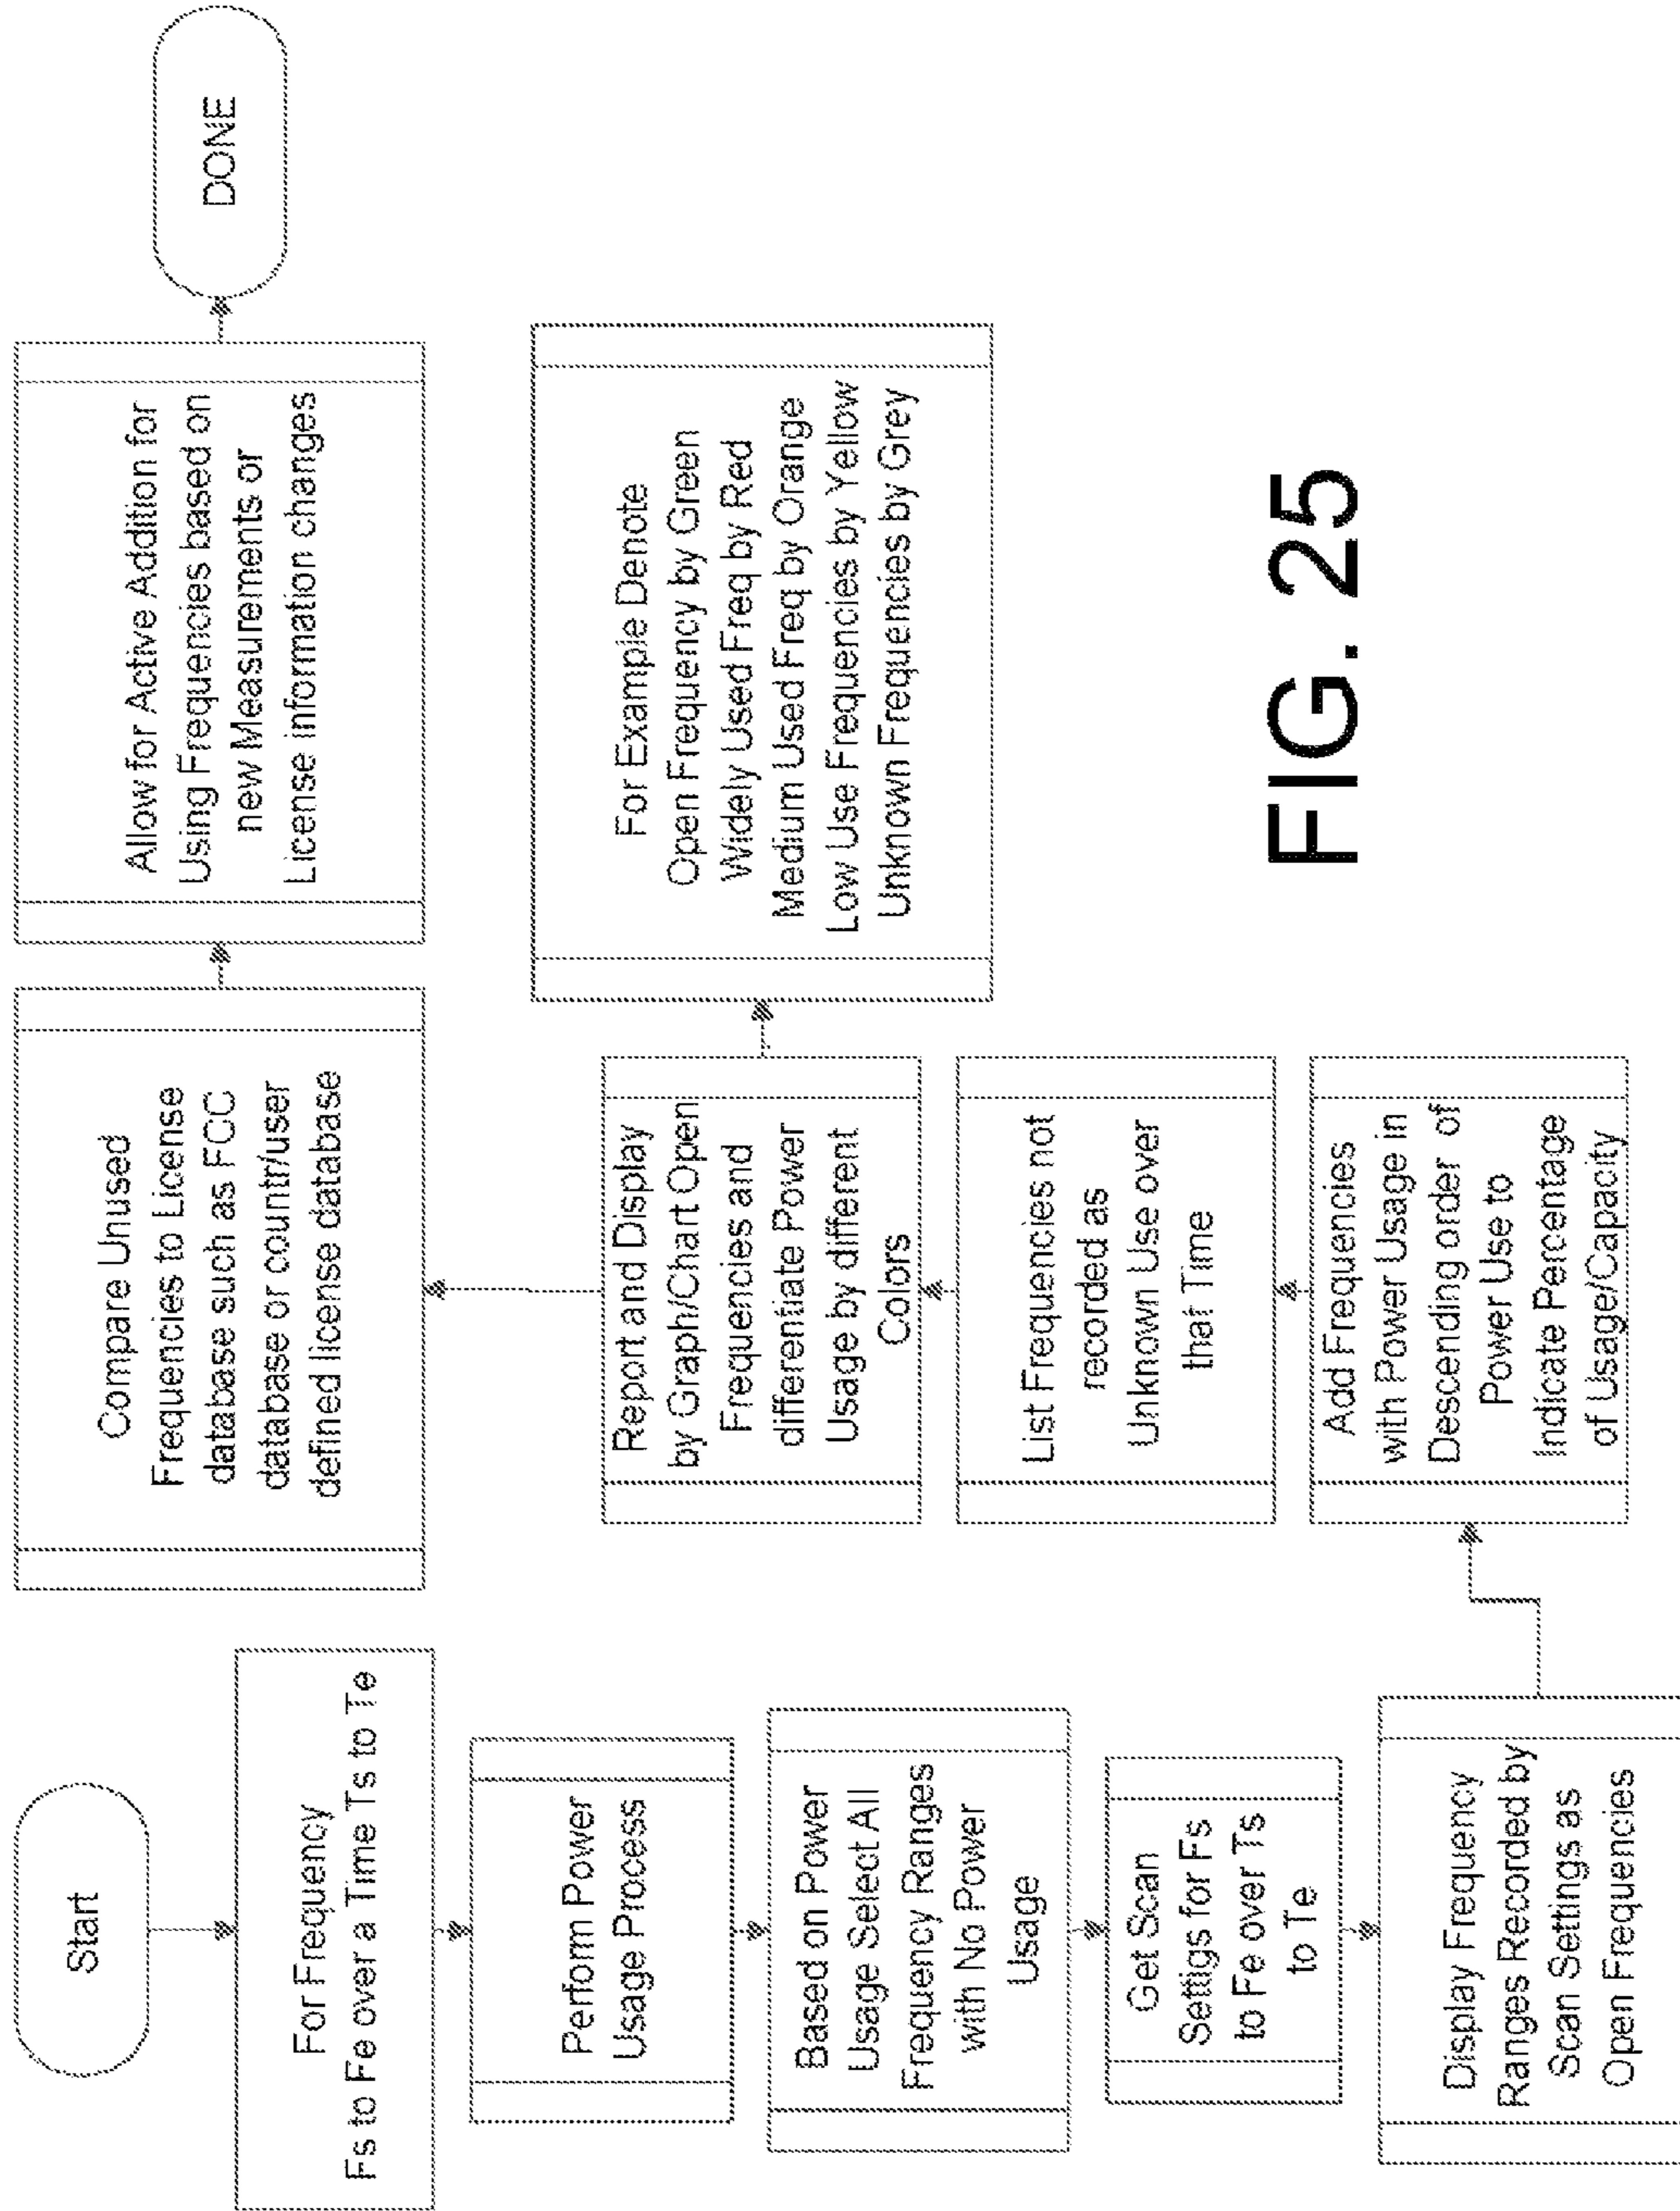 Start
For Frequency
Fs to Fe over a Time Ts to Te
Perform Power
Usage Process
Based on Power
Usage Select All
Frequency Ranges
with No Power
Usage
Get Scan
Settigs for Fs
to Fe over Ts
to Te
Display Frequency
Ranges Recorded by
Scan Settings as
Open Frequencies
Add Frequencies
with Power Usage in
Descending order of
Power Use to
Indicate Percentage
of Usage/Capacity
List Frequencies not
recorded as
Unknown Use over
that Time
Report and Display
by Graph/Chart Open
Frequencies and
differentiate Power
Usage by different
Colors
For Example Denote
Open Frequency by Green
Widely Used Freq by Red
Medium Used Freq by Orange
Low Use Frequencies by Yellow
Unknown Frequencies by Grey
Compare Unused
Frequencies to License
database such as FCC
database or countr/user
defined license database
Allow for Active Addition for
Using Frequencies based on
new Measurements or
License information changes
DONE
FIG. 25